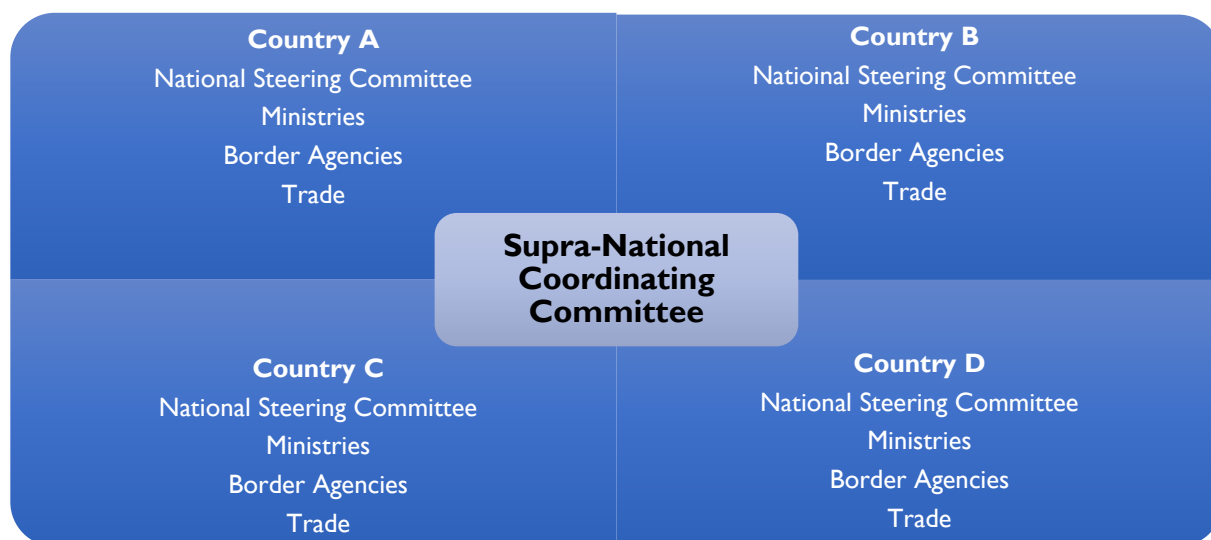 Country A
National Steering Committee
Ministries
Border Agencies
Trade
Country B
Natioinal Steering Committee
Ministries
Border Agencies
Trade
Supra-National
Coordinating
Committee
Country C
National Steering Committee
Ministries
Border Agencies
Trade
Country D
National Steering Committee
Ministries
Border Agencies
Trade